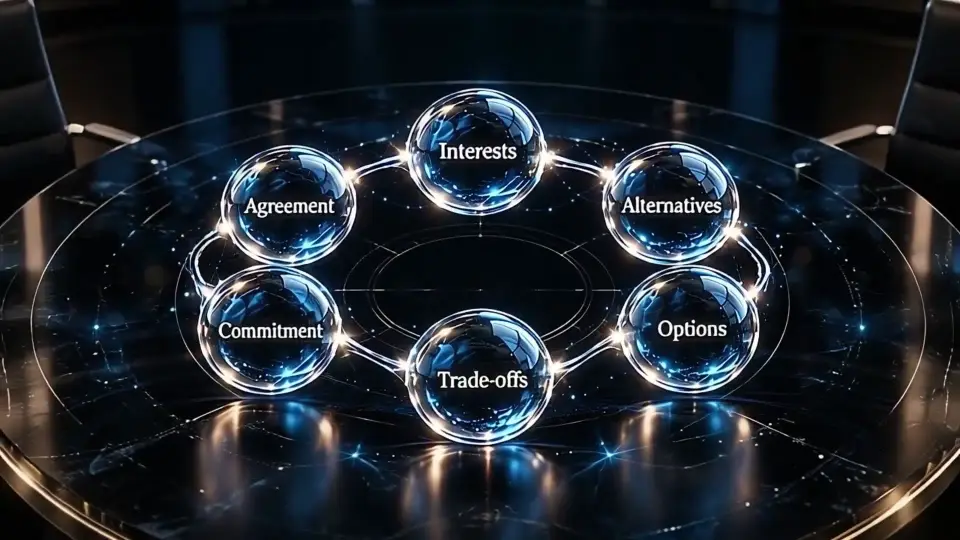 Interests
Alternatives
Options
Trade-offs
Commitment
Agreement